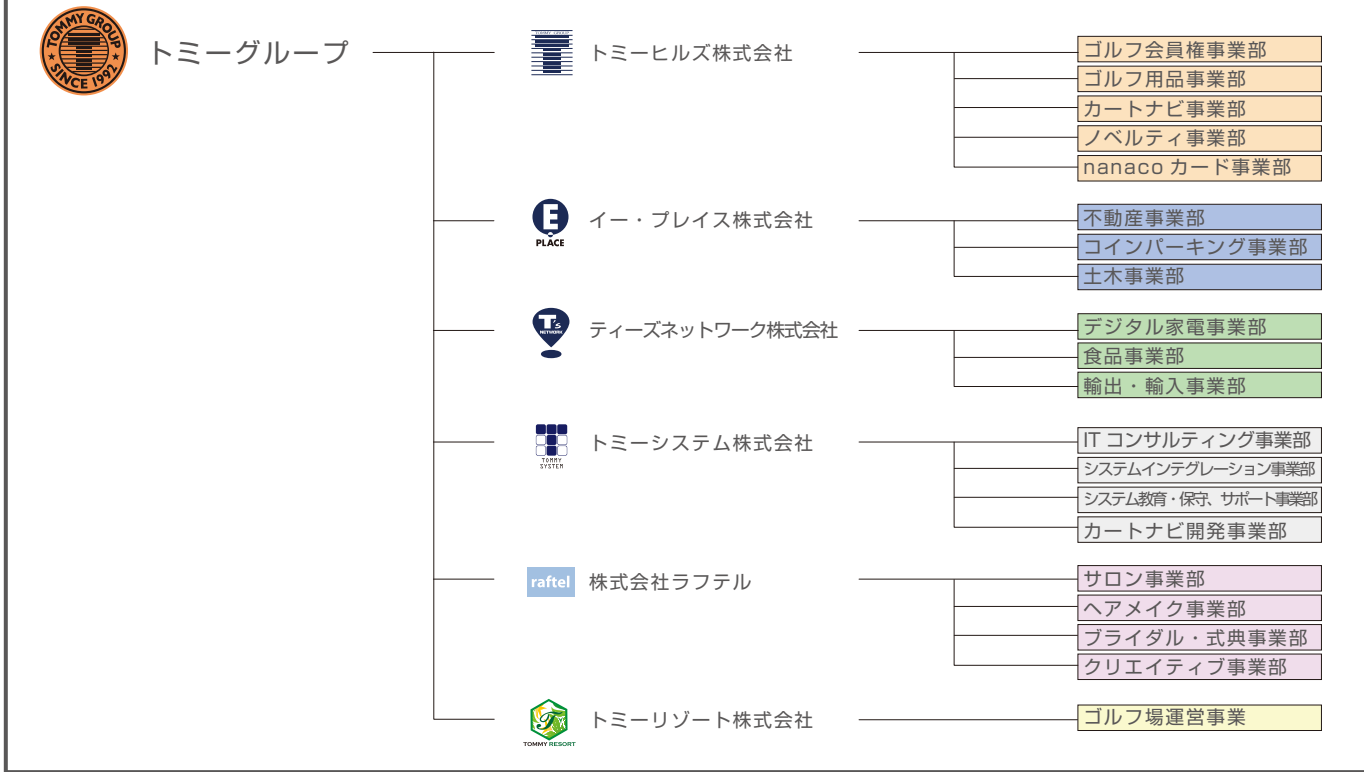 TOMMY GROUP
SINCE 1992
トミーグループ
TOMMY GROUP
トミーヒルズ株式会社
ゴルフ会員権事業部
ゴルフ用品事業部
カートナビ事業部
ノベルティ事業部
nanaco カード事業部
E
PLACE
イー・プレイス株式会社
不動産事業部
コインパーキング事業部
土木事業部
T's
NETWORK
ティーズネットワーク株式会社
デジタル家電事業部
食品事業部
輸出・輸入事業部
TOMMY
SYSTEM
トミーシステム株式会社
IT コンサルティング事業部
システムインテグレーション事業部
システム教育・保守、サポート事業部
カートナビ開発事業部
raftel
株式会社ラフテル
サロン事業部
ヘアメイク事業部
ブライダル・式典事業部
クリエイティブ事業部
TOMMY RESORT
トミーリゾート株式会社
ゴルフ場運営事業